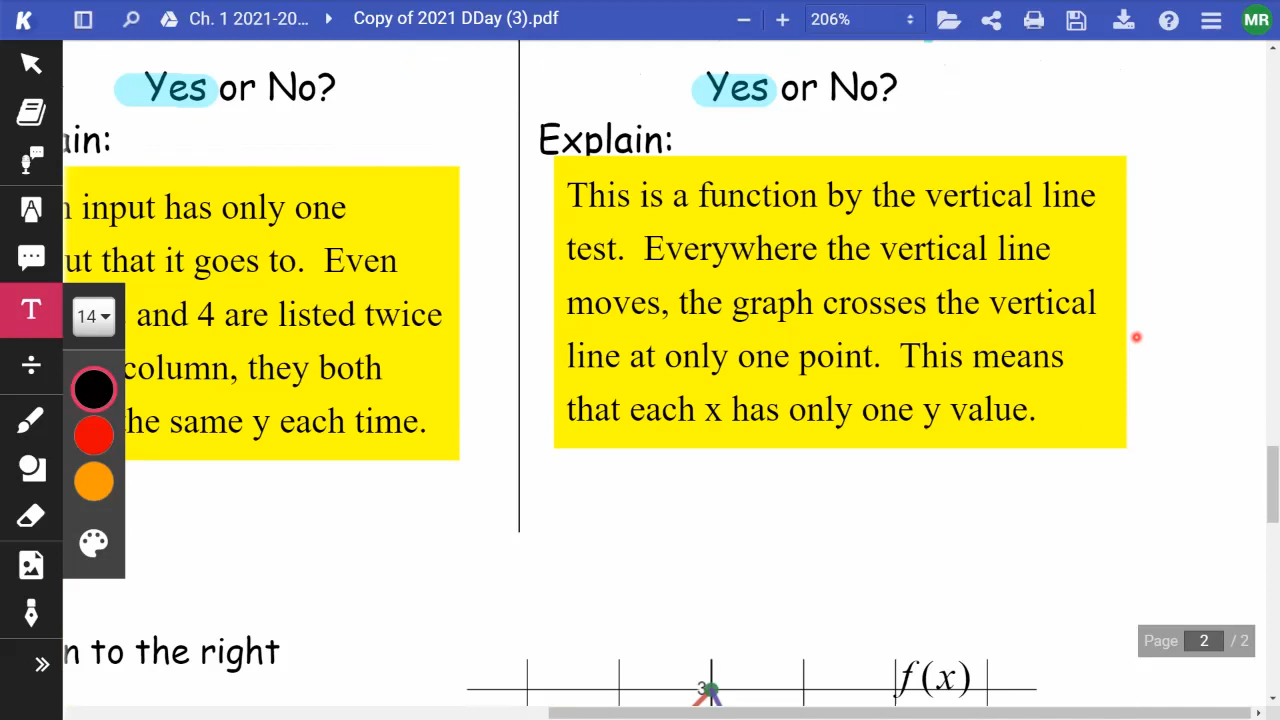 K
Ch. 1 2021-20...
Copy of 2021 DDay (3).pdf
206%
MR
Yes or No?
ain:
input has only one
ut that it goes to. Even
and 4 are listed twice
column, they both
he same y each time.
Yes or No?
Explain:
This is a function by the vertical line
test. Everywhere the vertical line
moves, the graph crosses the vertical
line at only one point. This means
that each x has only one y value.
T
14
Page 2 / 2
n to the right
3
f(x)